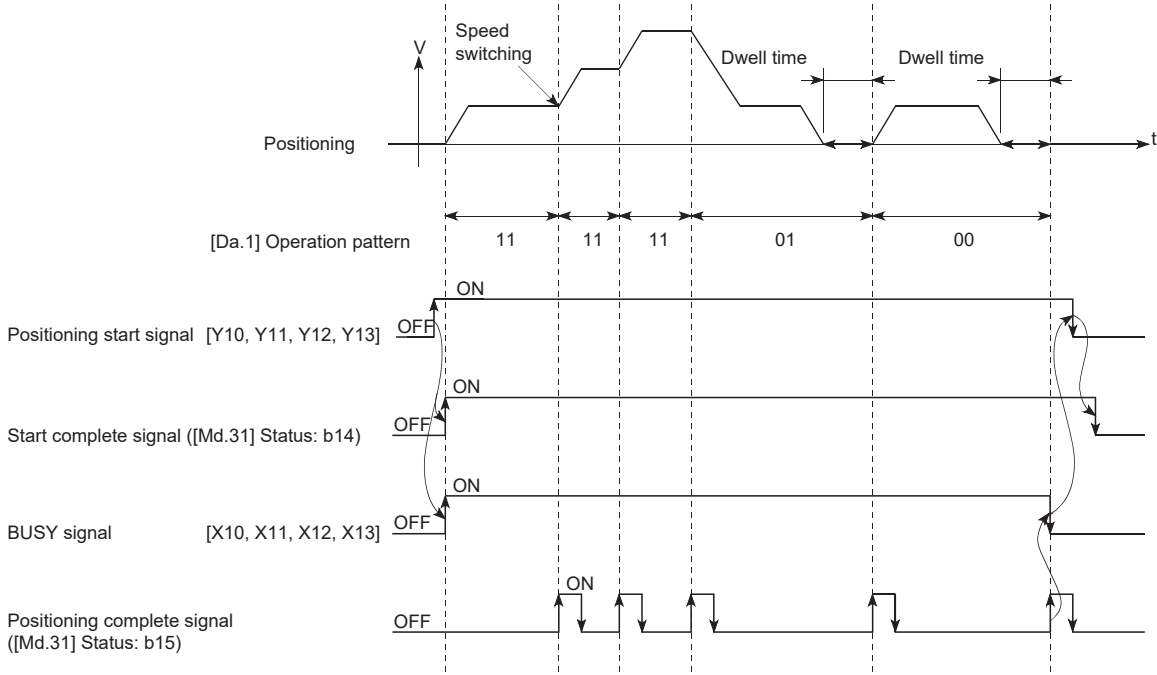 Speed
switching
V
Dwell time
Dwell time
Positioning
t
[Da.1] Operation pattern
11
11
11
01
00
ON
Positioning start signal [Y10, Y11, Y12, Y13]
OFF
ON
Start complete signal ([Md.31] Status: b14)
OFF
ON
BUSY signal [X10, X11, X12, X13]
OFF
ON
Positioning complete signal
([Md.31] Status: b15)
OFF